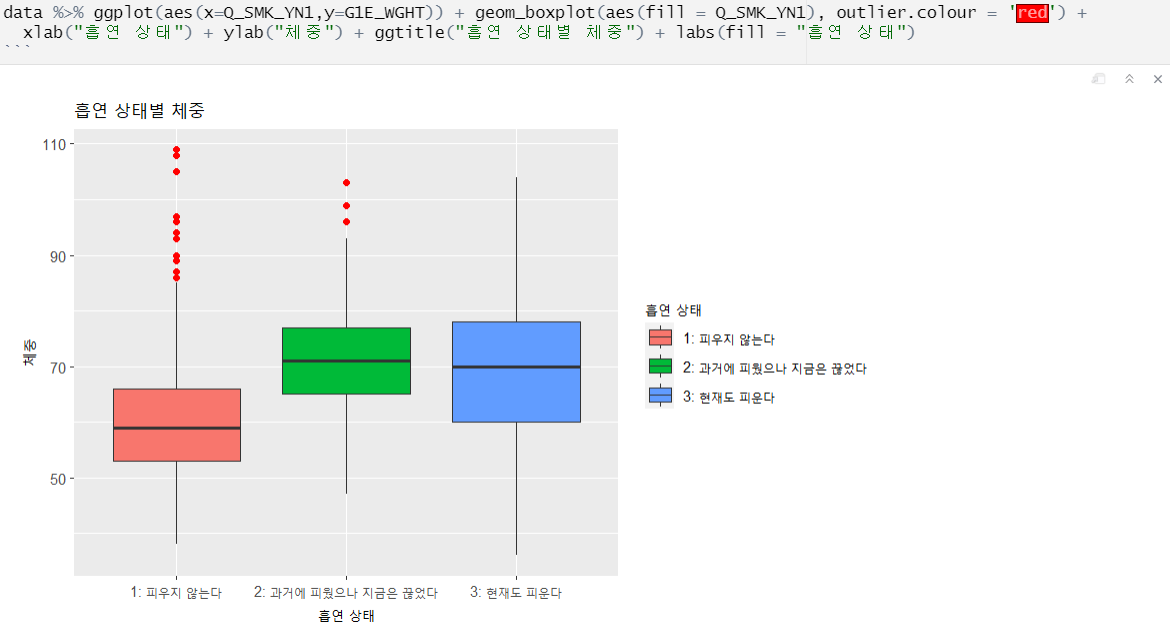 data %>% ggplot(aes(x=Q_SMK_YN1,y=G1E_WGHT)) + geom_boxplot(aes(fill = Q_SMK_YN1), outlier.colour = 'red') +
xlab("흡연 상태") + ylab("체중") + ggtitle("흡연 상태별 체중") + labs(fill = "흡연 상태")
```
흡연 상태별 체중
110
90
70
50
체중
1: 피우지 않는다
2: 과거에 피웠으나 지금은 끊었다
3: 현재도 피운다
흡연 상태
흡연 상태
1: 피우지 않는다
2: 과거에 피웠으나 지금은 끊었다
3: 현재도 피운다